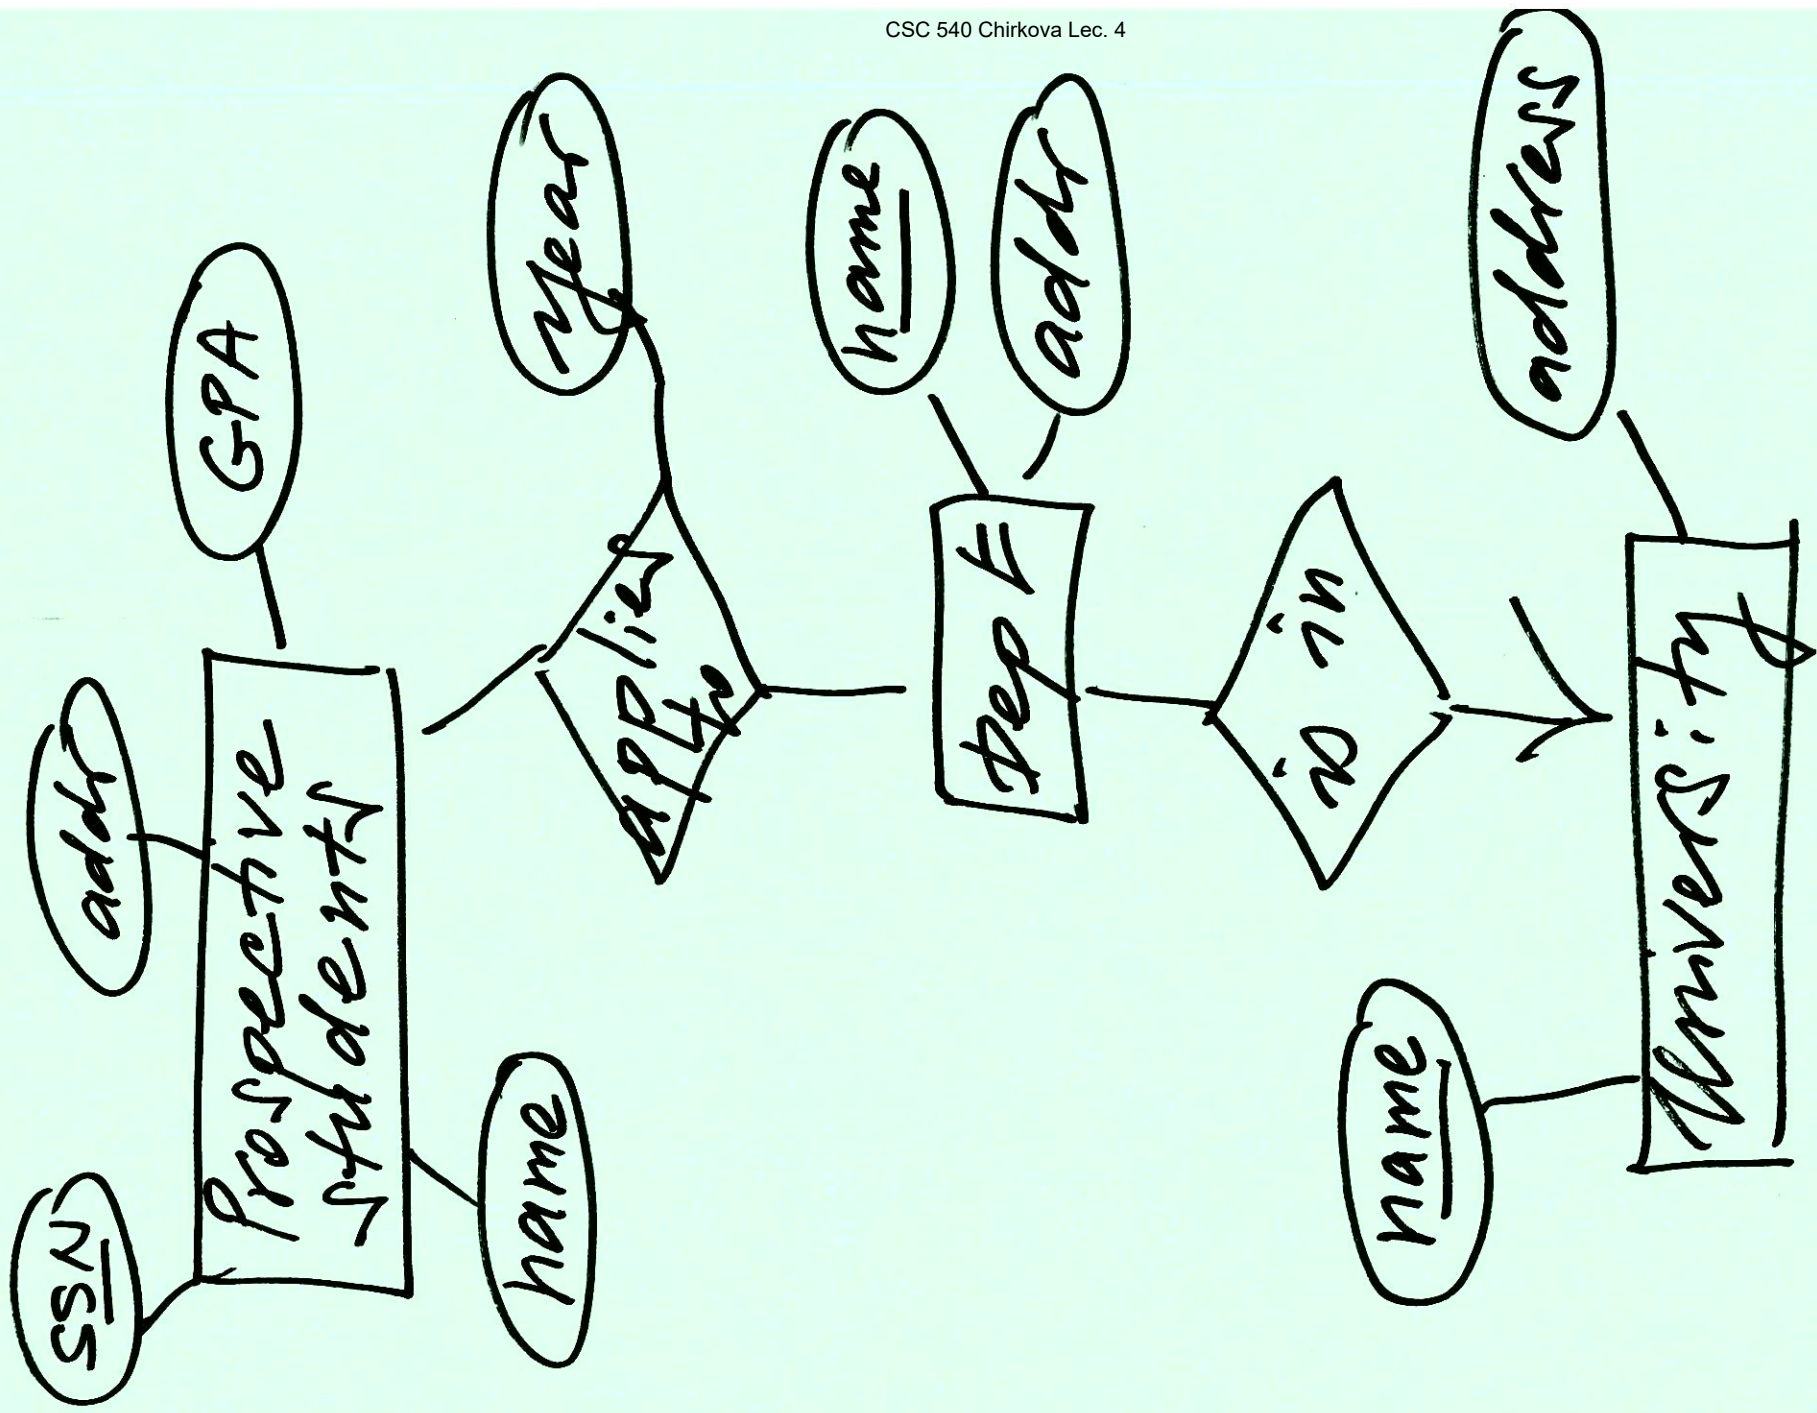 CSC 540 Chirkova Lec. 4
SSN
addr
GPA
Prospective
students
name
year
applies
to
name
addr
Dept
is in
name
address
University